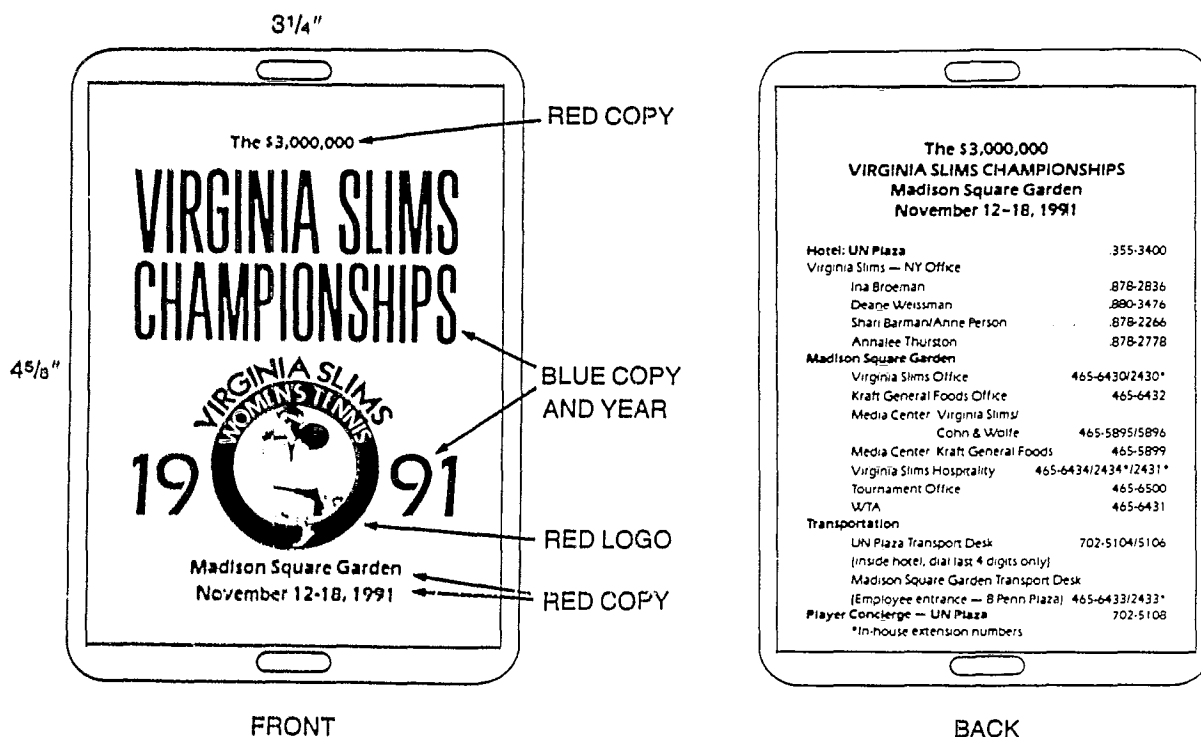 3¹/₄"
4⁵/₈"
The $3,000,000
VIRGINIA SLIMS
CHAMPIONSHIPS
VIRGINIA SLIMS
WOMEN'S TENNIS
19 91
Madison Square Garden
November 12-18, 1991
RED COPY
BLUE COPY
AND YEAR
RED LOGO
RED COPY
FRONT
The $3,000,000
VIRGINIA SLIMS CHAMPIONSHIPS
Madison Square Garden
November 12–18, 1991
Hotel: UN Plaza .355-3400
Virginia Slims — NY Office
Ina Broeman .878-2836
Deane Weissman .880-3476
Shari Barman/Anne Person .878-2266
Annalee Thurston .878-2778
Madison Square Garden
Virginia Slims Office 465-6430/2430*
Kraft General Foods Office 465-6432
Media Center Virginia Slims/
Cohn & Wolfe 465-5895/5896
Media Center Kraft General Foods 465-5899
Virginia Slims Hospitality 465-6434/2434*/2431*
Tournament Office 465-6500
WTA 465-6431
Transportation
UN Plaza Transport Desk 702-5104/5106
(Inside hotel, dial last 4 digits only)
Madison Square Garden Transport Desk
(Employee entrance — 8 Penn Plaza) 465-6433/2433*
Player Concierge — UN Plaza 702-5108
*In-house extension numbers
BACK